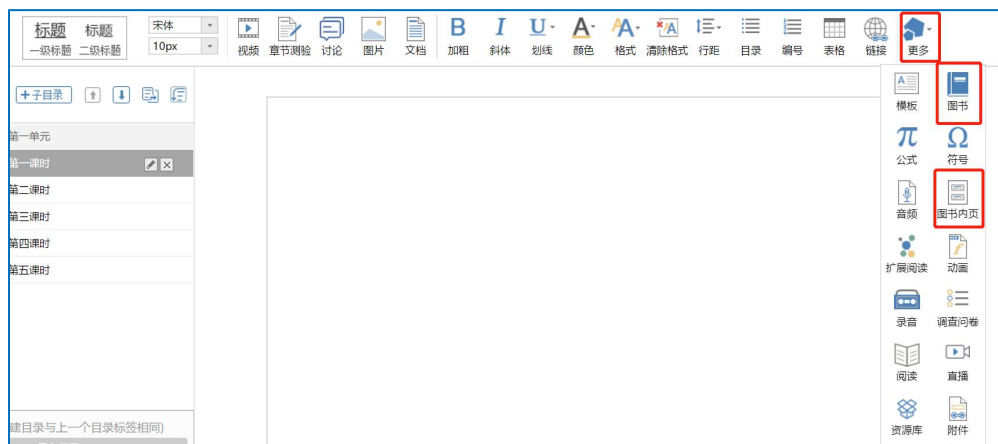 标题 标题 宋体
一级标题 二级标题 10px
视频 章节测验 讨论 图片 文档 加粗 斜体 划线 颜色 格式 清除格式 行距 目录 编号 表格 链接 更多
+子目录
第一单元
第一课时
第二课时
第三课时
第四课时
第五课时
建目录与上一个目录标签相同)
模板 图书
公式 符号
音频 图书内页
扩展阅读 动画
录音 调查问卷
阅读 直播
资源库 附件